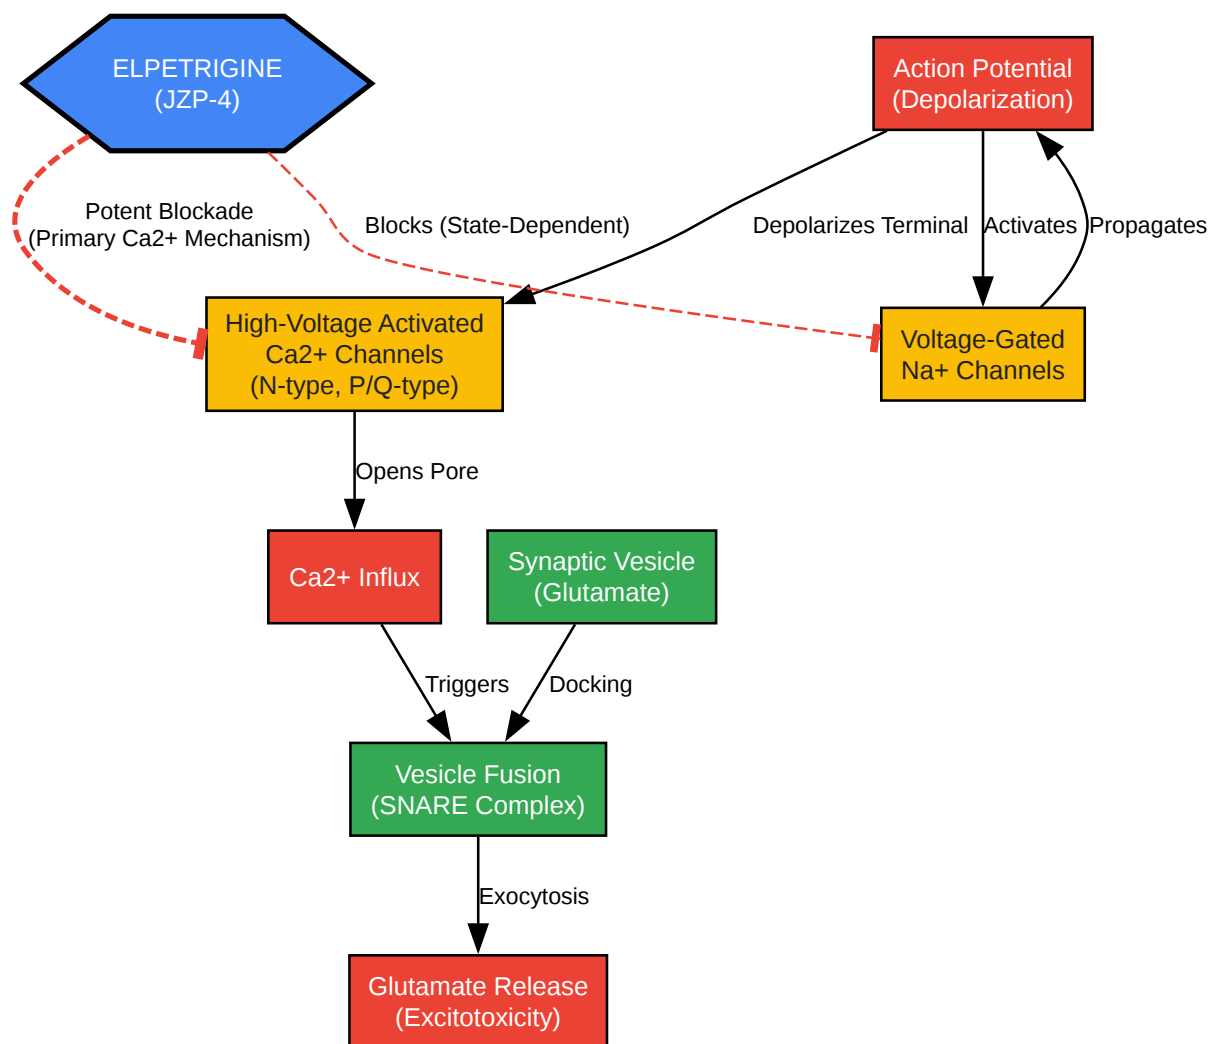 ELPETRIGINE
(JZP-4)
Action Potential
(Depolarization)
Potent Blockade
(Primary Ca2+ Mechanism)
Blocks (State-Dependent)
Depolarizes Terminal
Activates
Propagates
High-Voltage Activated
Ca2+ Channels
(N-type, P/Q-type)
Voltage-Gated
Na+ Channels
Opens Pore
Ca2+ Influx
Synaptic Vesicle
(Glutamate)
Triggers
Docking
Vesicle Fusion
(SNARE Complex)
Exocytosis
Glutamate Release
(Excitotoxicity)